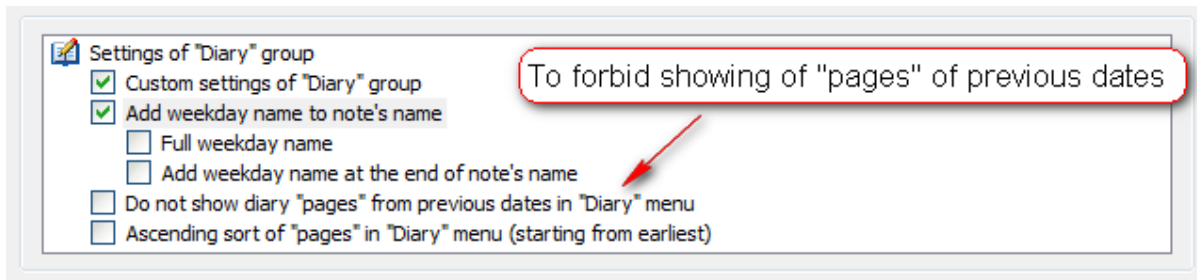 Settings of "Diary" group
To forbid showing of "pages" of previous dates
Custom settings of "Diary" group
Add weekday name to note's name
Full weekday name
Add weekday name at the end of note's name
Do not show diary "pages" from previous dates in "Diary" menu
Ascending sort of "pages" in "Diary" menu (starting from earliest)